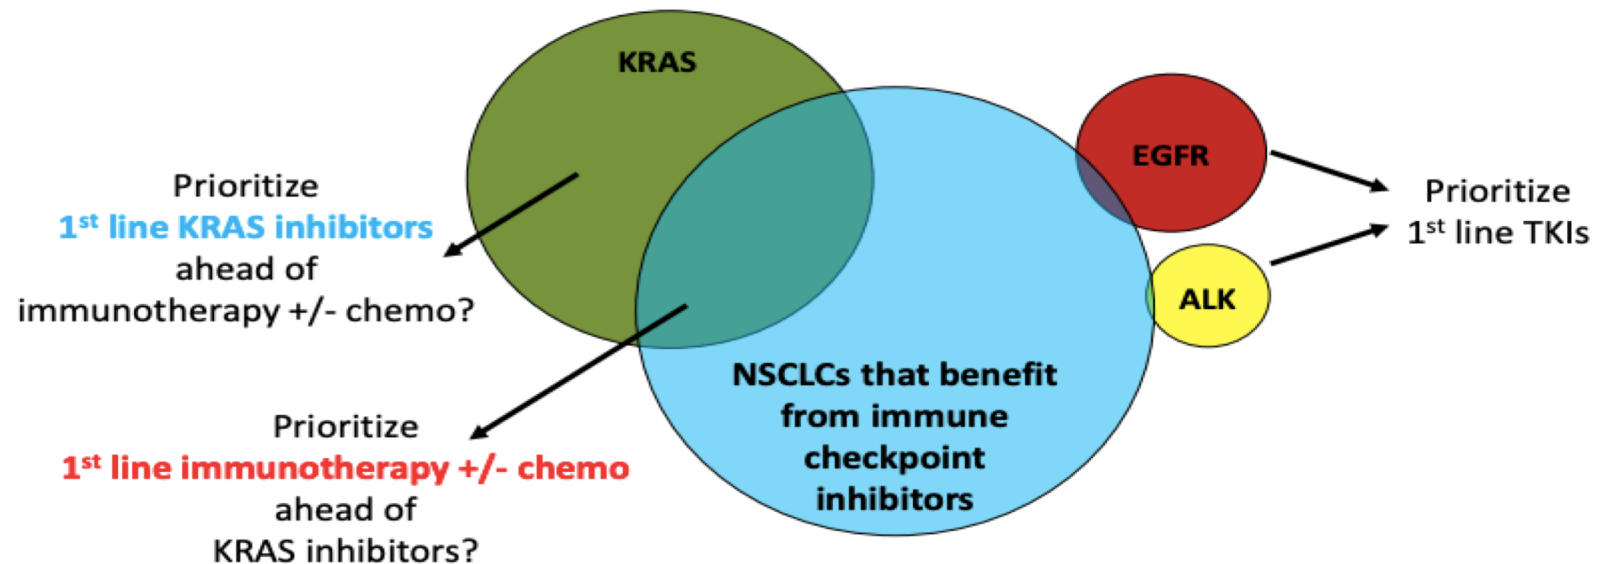 KRAS
EGFR
ALK
NSCLCs that benefit
from immune
checkpoint
inhibitors
Prioritize
1st line KRAS inhibitors
ahead of
immunotherapy +/- chemo?
Prioritize
1st line immunotherapy +/- chemo
ahead of
KRAS inhibitors?
Prioritize
1st line TKIs